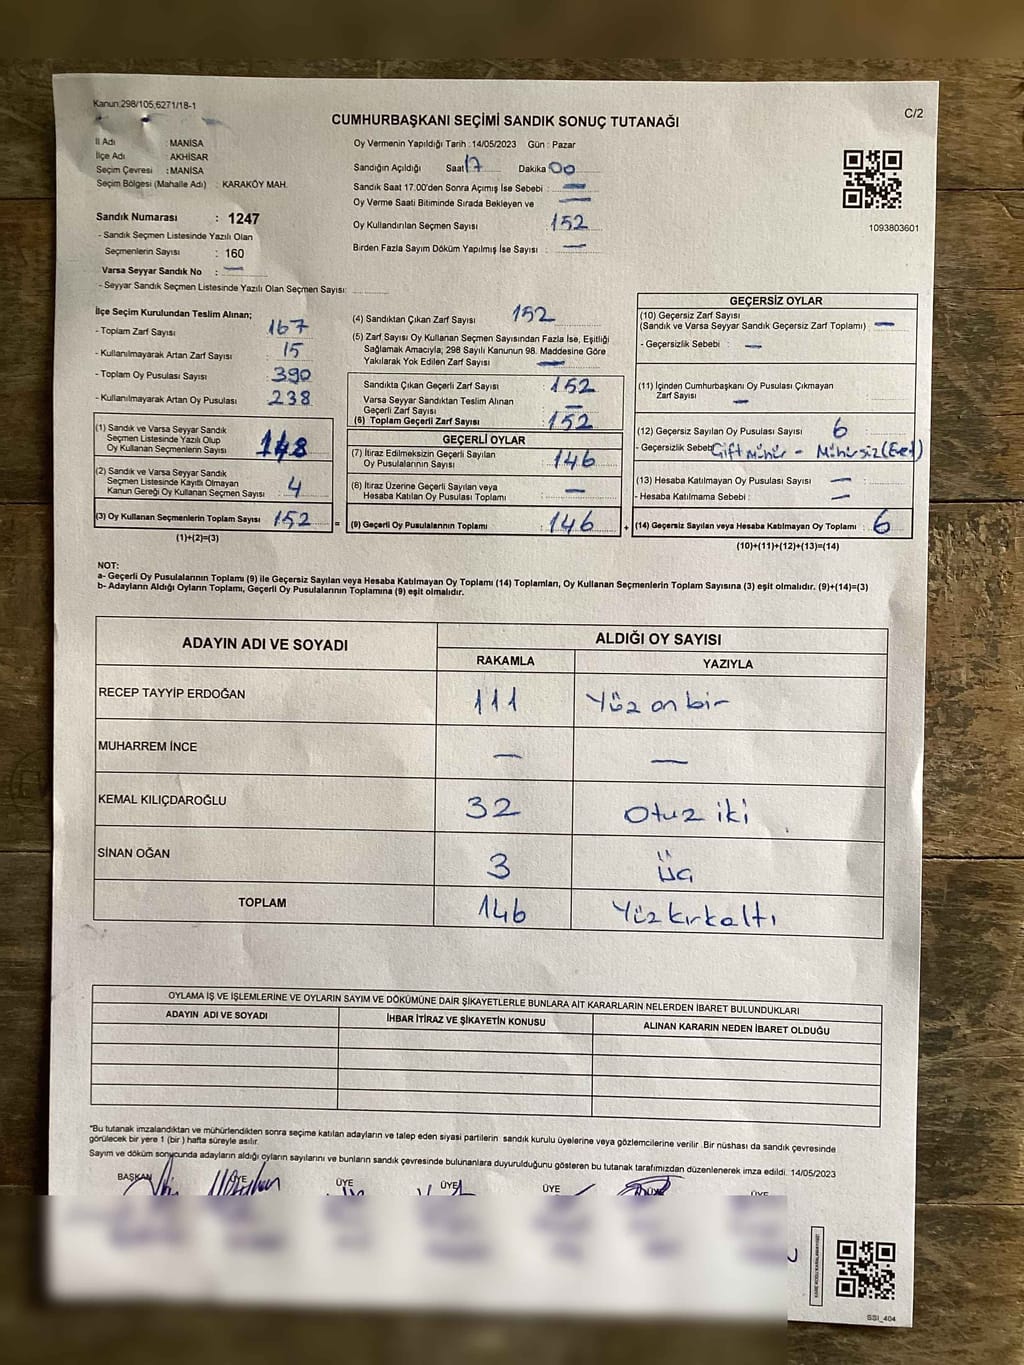 Kanun:298/105;6271/18-1
C/2
CUMHURBAŞKANI SEÇİMİ SANDIK SONUÇ TUTANAĞI
İl Adı MANİSA
İlçe Adı : AKHİSAR
Seçim Çevresi : MANİSA
Seçim Bölgesi (Mahalle Adı) : KARAKÖY MAH.
Sandık Numarası : 1247
- Sandık Seçmen Listesinde Yazılı Olan
Seçmenlerin Sayısı : 160
Varsa Seyyar Sandık No : —
- Seyyar Sandık Seçmen Listesinde Yazılı Olan Seçmen Sayısı:
Oy Vermenin Yapıldığı Tarih : 14/05/2023 Gün : Pazar
Sandığın Açıldığı Saat 17 Dakika 00
Sandık Saat 17.00'den Sonra Açımış İse Sebebi : —
Oy Verme Saati Bitiminde Sırada Bekleyen ve —
Oy Kullandırılan Seçmen Sayısı 152
Birden Fazla Sayım Döküm Yapılmış İse Sayısı : —
1093803601
İlçe Seçim Kurulundan Teslim Alınan;
- Toplam Zarf Sayısı 167
- Kullanılmayarak Artan Zarf Sayısı 15
- Toplam Oy Pusulası Sayısı 390
- Kullanılmayarak Artan Oy Pusulası 238
(1) Sandık ve Varsa Seyyar Sandık
Seçmen Listesinde Yazılı Olup
Oy Kullanan Seçmenlerin Sayısı 148
(2) Sandık ve Varsa Seyyar Sandık
Seçmen Listesinde Kayıtlı Olmayan
Kanun Gereği Oy Kullanan Seçmen Sayısı 4
(3) Oy Kullanan Seçmenlerin Toplam Sayısı 152 =
(1)+(2)=(3)
(4) Sandıktan Çıkan Zarf Sayısı 152
(5) Zarf Sayısı Oy Kullanan Seçmen Sayısından Fazla İse, Eşitliği
Sağlamak Amacıyla; 298 Sayılı Kanunun 98. Maddesine Göre
Yakılarak Yok Edilen Zarf Sayısı —
Sandıkta Çıkan Geçerli Zarf Sayısı : 152
Varsa Seyyar Sandıktan Teslim Alınan
Geçerli Zarf Sayısı —
(6) Toplam Geçerli Zarf Sayısı : 152
GEÇERLİ OYLAR
(7) İtiraz Edilmeksizin Geçerli Sayılan
Oy Pusulalarının Sayısı : 146
(8) İtiraz Üzerine Geçerli Sayılan veya
Hesaba Katılan Oy Pusulası Toplamı : —
(9) Geçerli Oy Pusulalarının Toplamı : 146 +
GEÇERSİZ OYLAR
(10) Geçersiz Zarf Sayısı
(Sandık ve Varsa Seyyar Sandık Geçersiz Zarf Toplamı) —
- Geçersizlik Sebebi : —
(11) İçinden Cumhurbaşkanı Oy Pusulası Çıkmayan
Zarf Sayısı : —
(12) Geçersiz Sayılan Oy Pusulası Sayısı 6
- Geçersizlik Sebebi Çift Mühür - Mühürsüz (Evet)
(13) Hesaba Katılmayan Oy Pusulası Sayısı —
- Hesaba Katılmama Sebebi : —
(14) Geçersiz Sayılan veya Hesaba Katılmayan Oy Toplamı : 6
(10)+(11)+(12)+(13)=(14)
NOT:
a- Geçerli Oy Pusulalarının Toplamı (9) ile Geçersiz Sayılan veya Hesaba Katılmayan Oy Toplamı (14) Toplamları, Oy Kullanan Seçmenlerin Toplam Sayısına (3) eşit olmalıdır. (9)+(14)=(3)
b- Adayların Aldığı Oyların Toplamı, Geçerli Oy Pusulalarının Toplamına (9) eşit olmalıdır.
ADAYIN ADI VE SOYADI ALDIĞI OY SAYISI
RAKAMLA YAZIYLA
RECEP TAYYİP ERDOĞAN 111 Yüz on bir
MUHARREM İNCE — —
KEMAL KILIÇDAROĞLU 32 Otuz iki
SİNAN OĞAN 3 Üç
TOPLAM 146 Yüzkırkaltı
OYLAMA İŞ VE İŞLEMLERİNE VE OYLARIN SAYIM VE DÖKÜMÜNE DAİR ŞİKAYETLERLE BUNLARA AİT KARARLARIN NELERDEN İBARET BULUNDUKLARI
ADAYIN ADI VE SOYADI İHBAR İTİRAZ VE ŞİKAYETİN KONUSU ALINAN KARARIN NEDEN İBARET OLDUĞU
*Bu tutanak imzalandıktan ve mühürlendikten sonra seçime katılan adayların ve talep eden siyasi partilerin sandık kurulu üyelerine veya gözlemcilerine verilir .Bir nüshası da sandık çevresinde
görülecek bir yere 1 (bir ) hafta süreyle asılır.
Sayım ve döküm sonucunda adayların aldığı oyların sayılarını ve bunların sandık çevresinde bulunanlara duyurulduğunu gösteren bu tutanak tarafımızdan düzenlenerek imza edildi. 14/05/2023
BAŞKAN ÜYE ÜYE ÜYE ÜYE ÜYE ÜYE
SSI_404